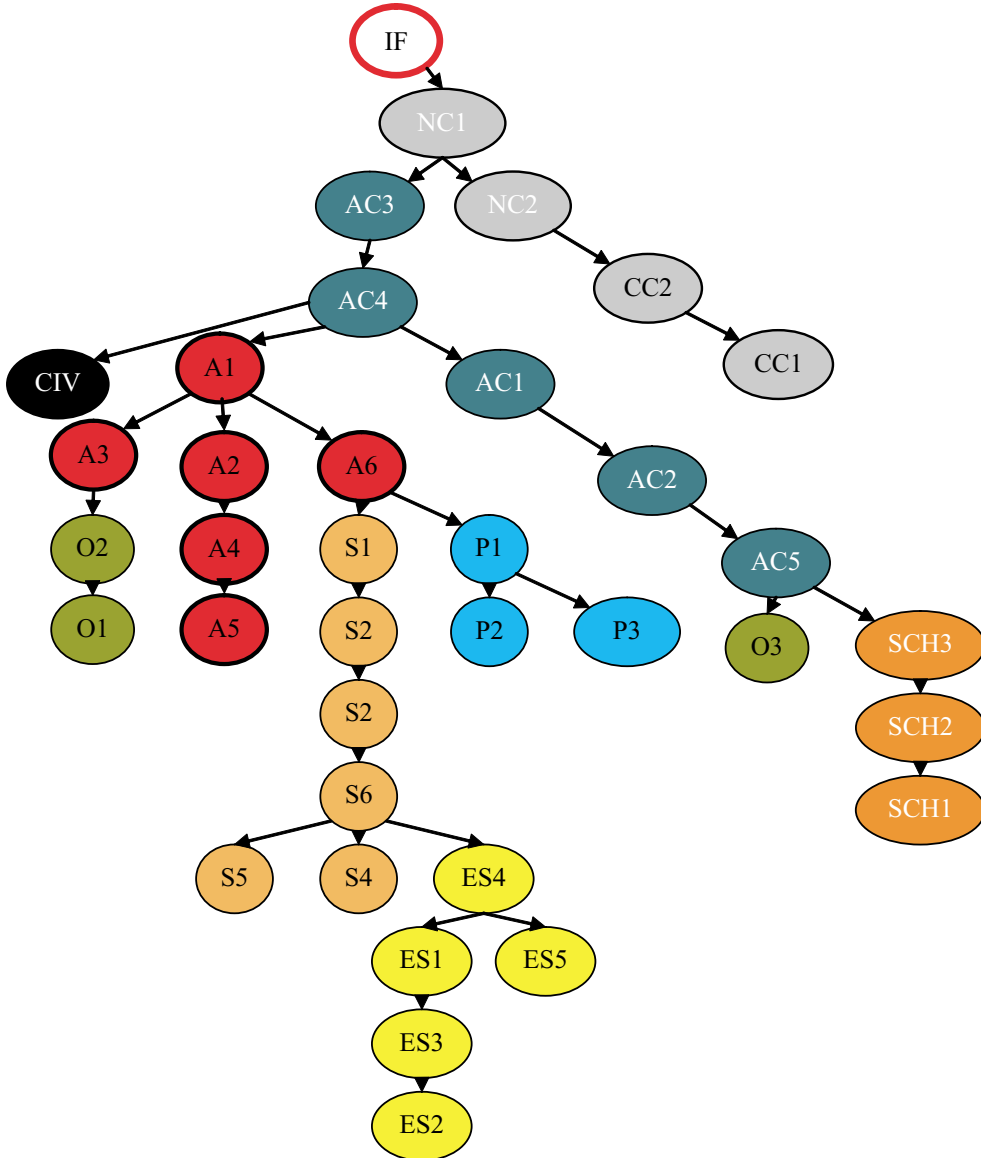 IF
NC1
AC3
NC2
CC2
AC4
CC1
A1
CIV
AC1
A3
A2
A6
AC2
O2
A4
S1
P1
AC5
O1
A5
S2
P2
P3
O3
SCH3
S2
SCH2
S6
SCH1
S5
S4
ES4
ES1
ES5
ES3
ES2